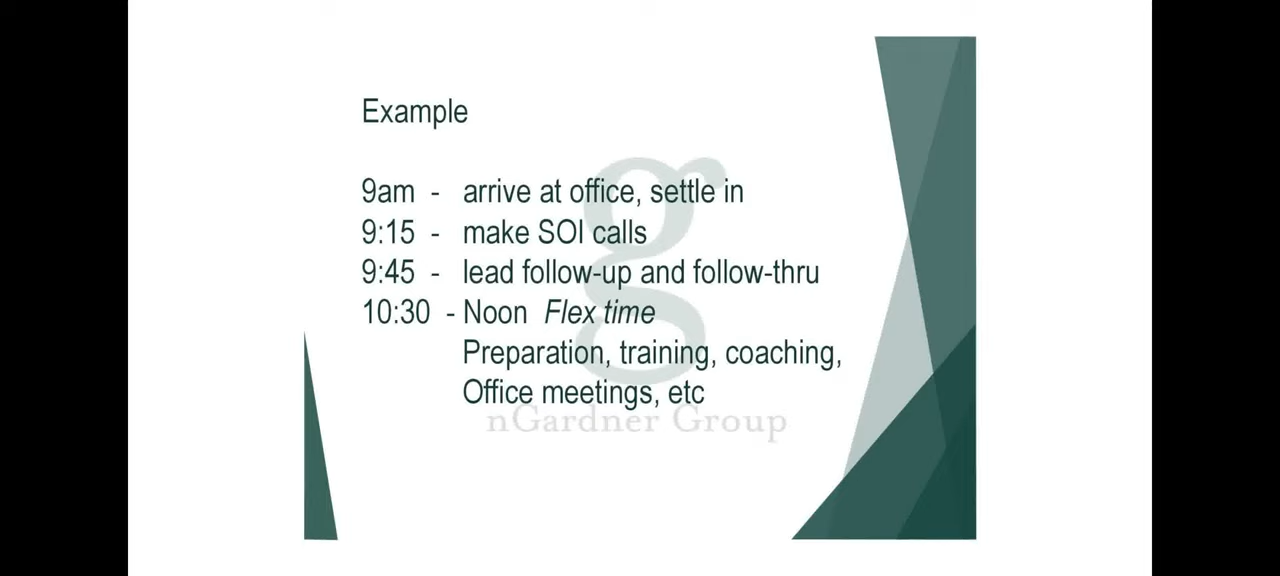 Example
9am - arrive at office, settle in
9:15 - make SOI calls
9:45 - lead follow-up and follow-thru
10:30 - Noon Flex time
Preparation, training, coaching,
Office meetings, etc
g
nGardner Group